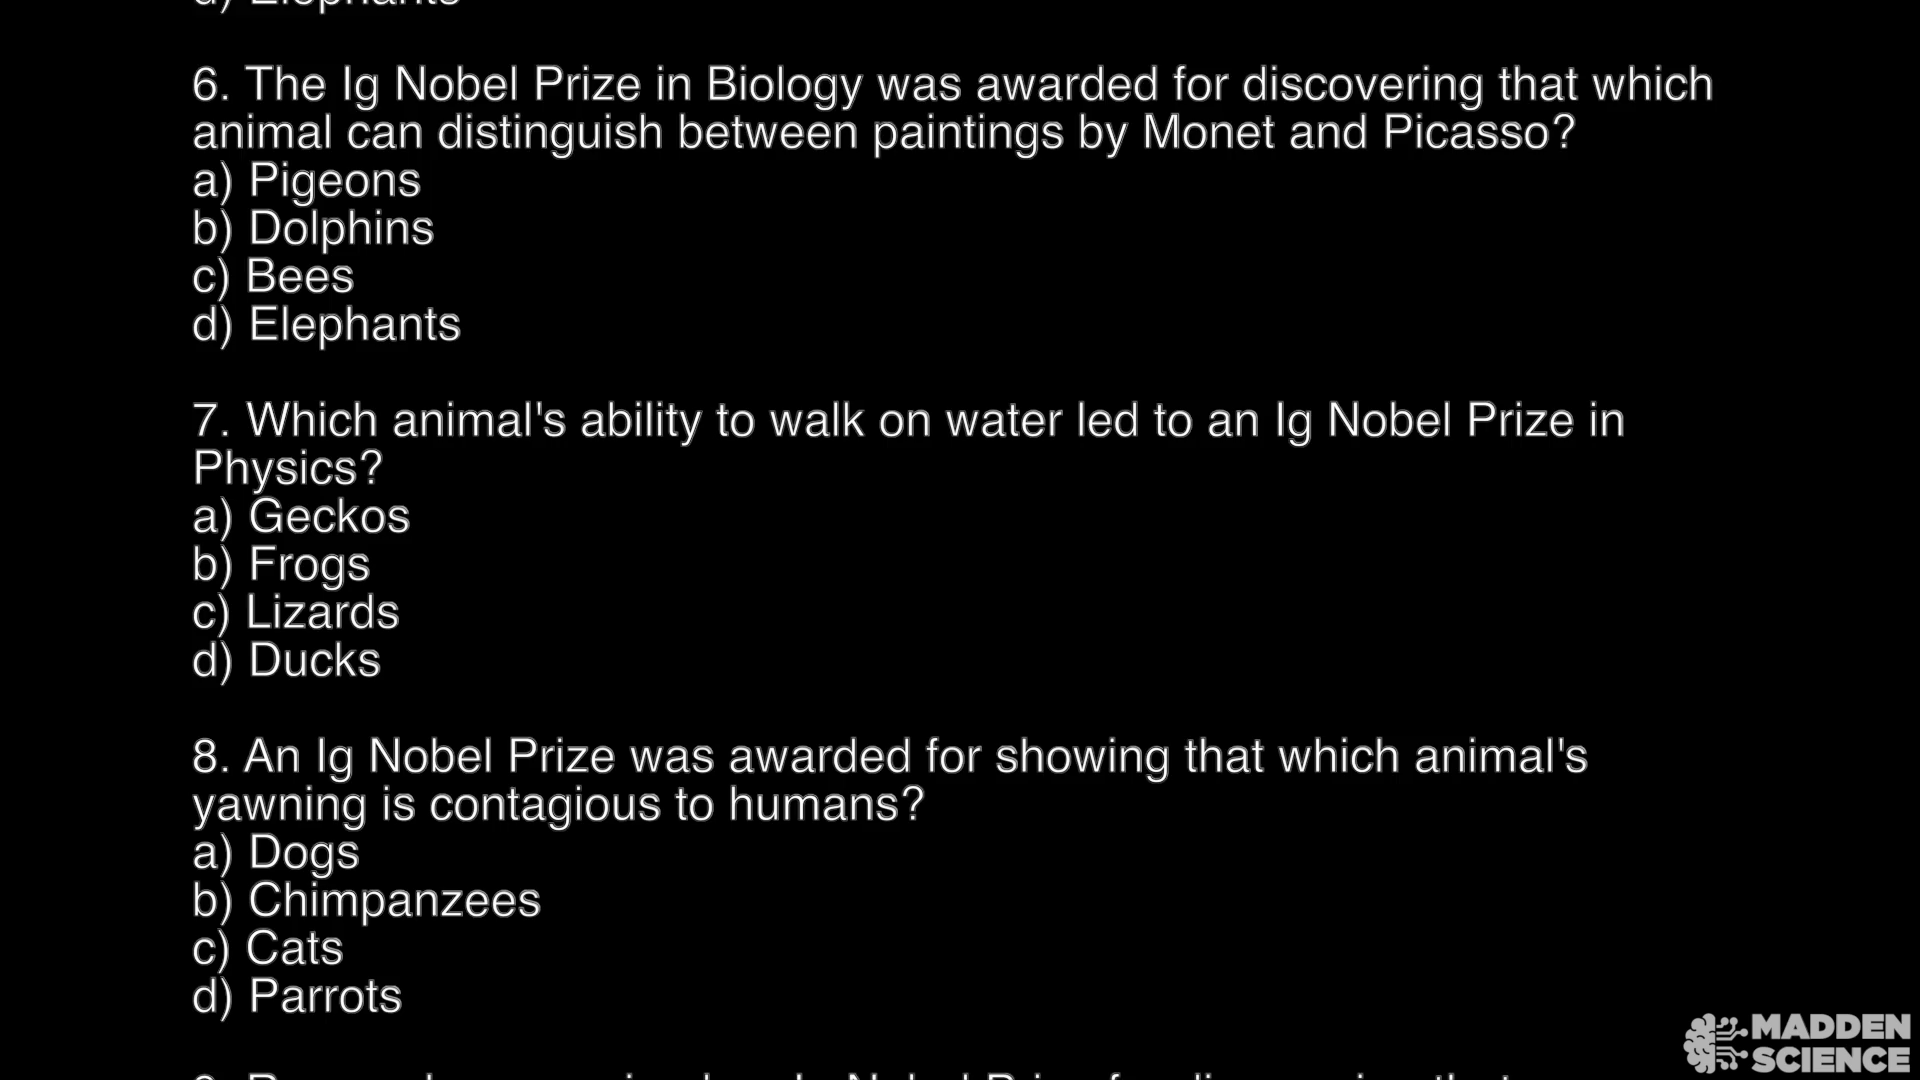 d) Elephants
6. The Ig Nobel Prize in Biology was awarded for discovering that which
animal can distinguish between paintings by Monet and Picasso?
a) Pigeons
b) Dolphins
c) Bees
d) Elephants
7. Which animal's ability to walk on water led to an Ig Nobel Prize in
Physics?
a) Geckos
b) Frogs
c) Lizards
d) Ducks
8. An Ig Nobel Prize was awarded for showing that which animal's
yawning is contagious to humans?
a) Dogs
b) Chimpanzees
c) Cats
d) Parrots
MADDEN
SCIENCE